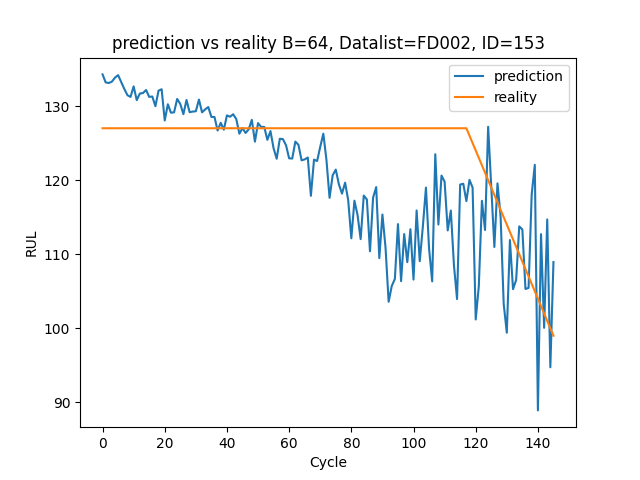 prediction vs reality B=64, Datalist=FD002, ID=153
prediction
reality
130
120
110
100
90
RUL
0 20 40 60 80 100 120 140
Cycle